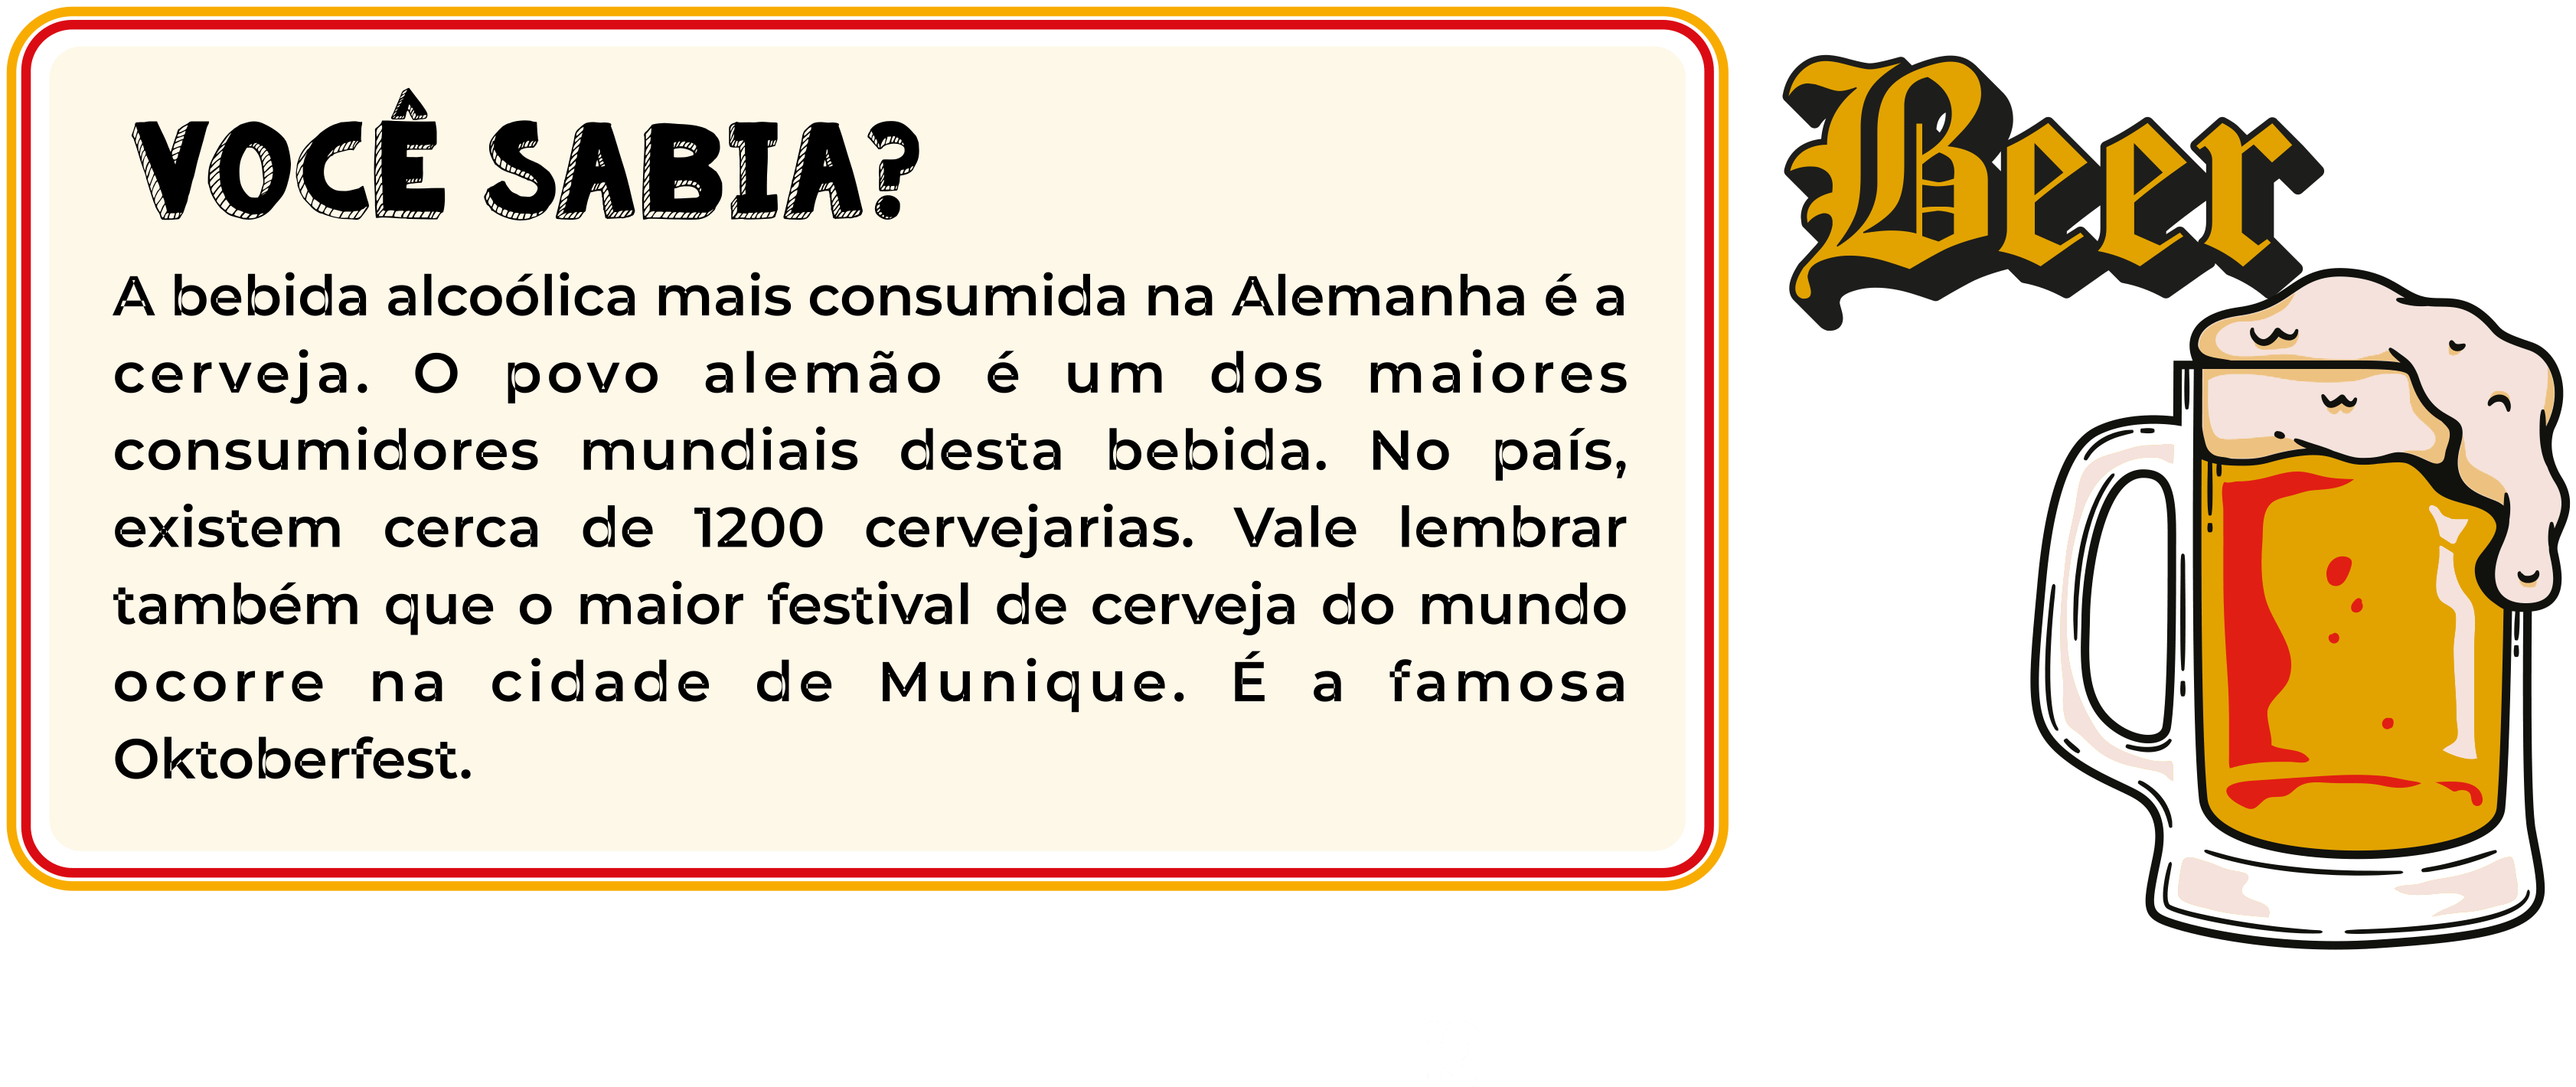 VOCÊ SABIA?
A bebida alcoólica mais consumida na Alemanha é a
cerveja. O povo alemão é um dos maiores
consumidores mundiais desta bebida. No país,
existem cerca de 1200 cervejarias. Vale lembrar
também que o maior festival de cerveja do mundo
ocorre na cidade de Munique. É a famosa
Oktoberfest.
Beer